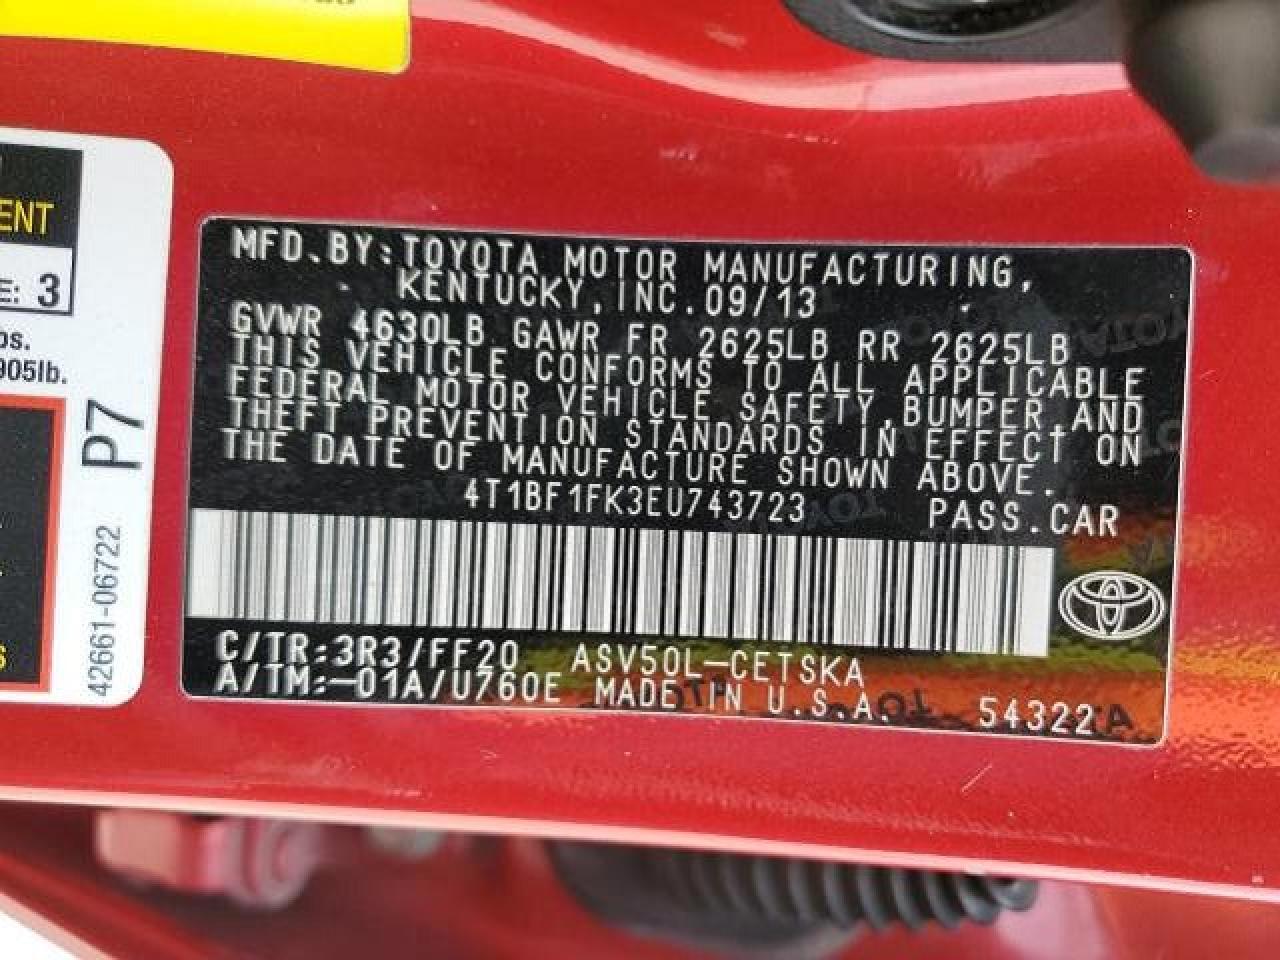 ENT
E: 3
os.
905lb.
P7
42661-06722
MFD.BY:TOYOTA MOTOR MANUFACTURING,
KENTUCKY,INC.09/13
GVWR 4630LB GAWR FR 2625LB RR 2625LB
THIS VEHICLE CONFORMS TO ALL APPLICABLE
FEDERAL MOTOR VEHICLE SAFETY,BUMPER,AND
THEFT PREVENTION STANDARDS IN EFFECT ON
THE DATE OF MANUFACTURE SHOWN ABOVE.
4T1BF1FK3EU743723 PASS.CAR
C/TR:3R3/FF20 ASV50L-CETSKA
A/TM:-01A/U760E MADE IN U.S.A. 54322